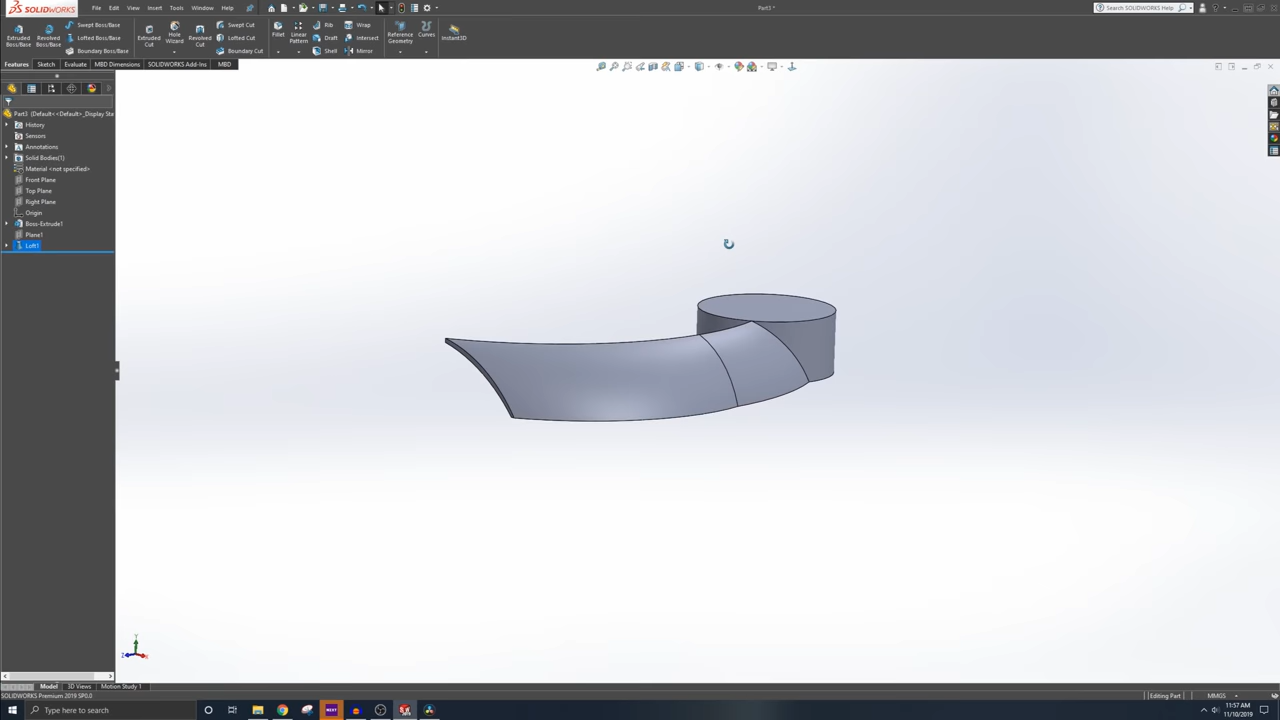 SOLIDWORKS File Edit View Insert Tools Window Help Part3 * Search SOLIDWORKS Help
Extruded Boss/Base
Revolved Boss/Base
Swept Boss/Base
Lofted Boss/Base
Boundary Boss/Base
Extruded Cut
Hole Wizard
Revolved Cut
Swept Cut
Lofted Cut
Boundary Cut
Fillet
Linear Pattern
Rib
Draft
Shell
Wrap
Intersect
Mirror
Reference Geometry
Curves
Instant3D
Features Sketch Evaluate MBD Dimensions SOLIDWORKS Add-Ins MBD
Part3 (Default<<Default>_Display Sta
History
Sensors
Annotations
Solid Bodies(1)
Material <not specified>
Front Plane
Top Plane
Right Plane
Origin
Boss-Extrude1
Plane1
Loft1
Y
Z X
Model 3D Views Motion Study 1
SOLIDWORKS Premium 2019 SP0.0 Editing Part MMGS
Type here to search
11:57 AM
11/10/2019